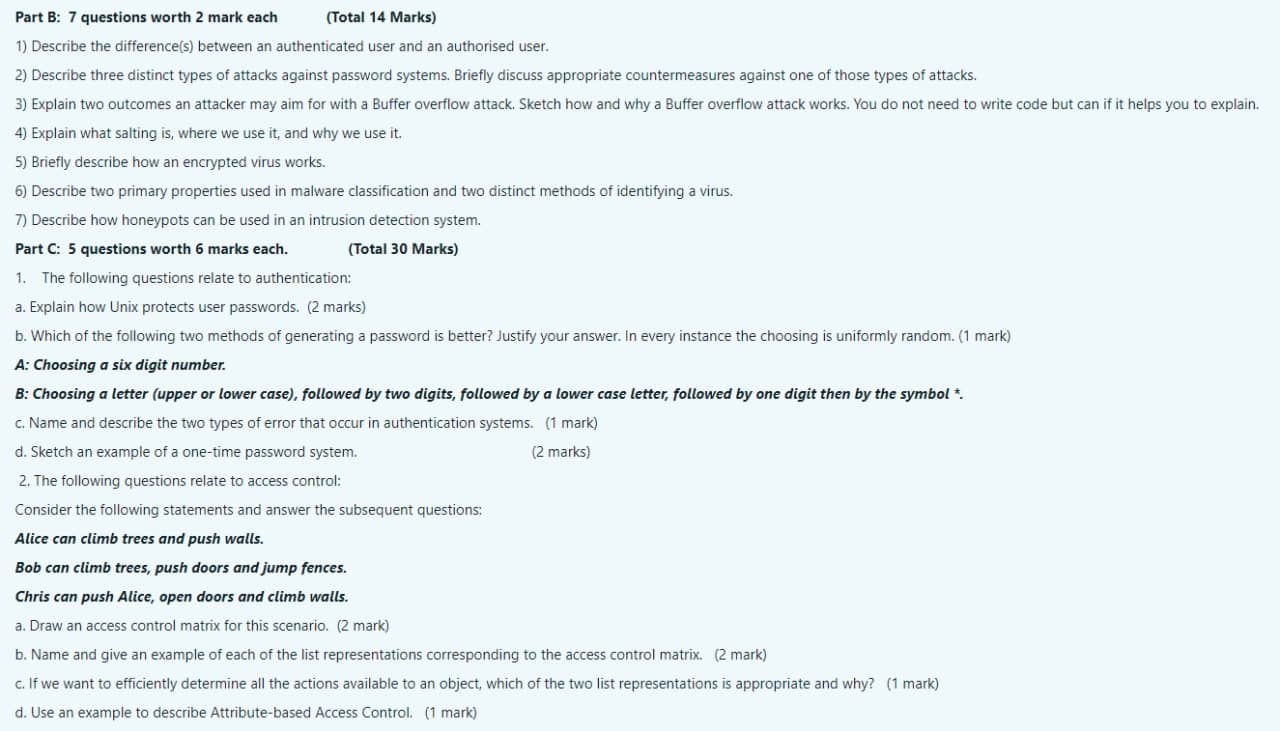 Part B: 7 questions worth 2 mark each (Total 14 Marks)
1) Describe the difference(s) between an authenticated user and an authorised user.
2) Describe three distinct types of attacks against password systems. Briefly discuss appropriate countermeasures against one of those types of attacks.
3) Explain two outcomes an attacker may aim for with a Buffer overflow attack. Sketch how and why a Buffer overflow attack works. You do not need to write code but can if it helps you to explain.
4) Explain what salting is, where we use it, and why we use it.
5) Briefly describe how an encrypted virus works.
6) Describe two primary properties used in malware classification and two distinct methods of identifying a virus.
7) Describe how honeypots can be used in an intrusion detection system.
Part C: 5 questions worth 6 marks each. (Total 30 Marks)
1. The following questions relate to authentication:
a. Explain how Unix protects user passwords. (2 marks)
b. Which of the following two methods of generating a password is better? Justify your answer. In every instance the choosing is uniformly random. (1 mark)
A: Choosing a six digit number.
B: Choosing a letter (upper or lower case), followed by two digits, followed by a lower case letter, followed by one digit then by the symbol *.
c. Name and describe the two types of error that occur in authentication systems. (1 mark)
d. Sketch an example of a one-time password system. (2 marks)
2. The following questions relate to access control:
Consider the following statements and answer the subsequent questions:
Alice can climb trees and push walls.
Bob can climb trees, push doors and jump fences.
Chris can push Alice, open doors and climb walls.
a. Draw an access control matrix for this scenario. (2 mark)
b. Name and give an example of each of the list representations corresponding to the access control matrix. (2 mark)
c. If we want to efficiently determine all the actions available to an object, which of the two list representations is appropriate and why? (1 mark)
d. Use an example to describe Attribute-based Access Control. (1 mark)